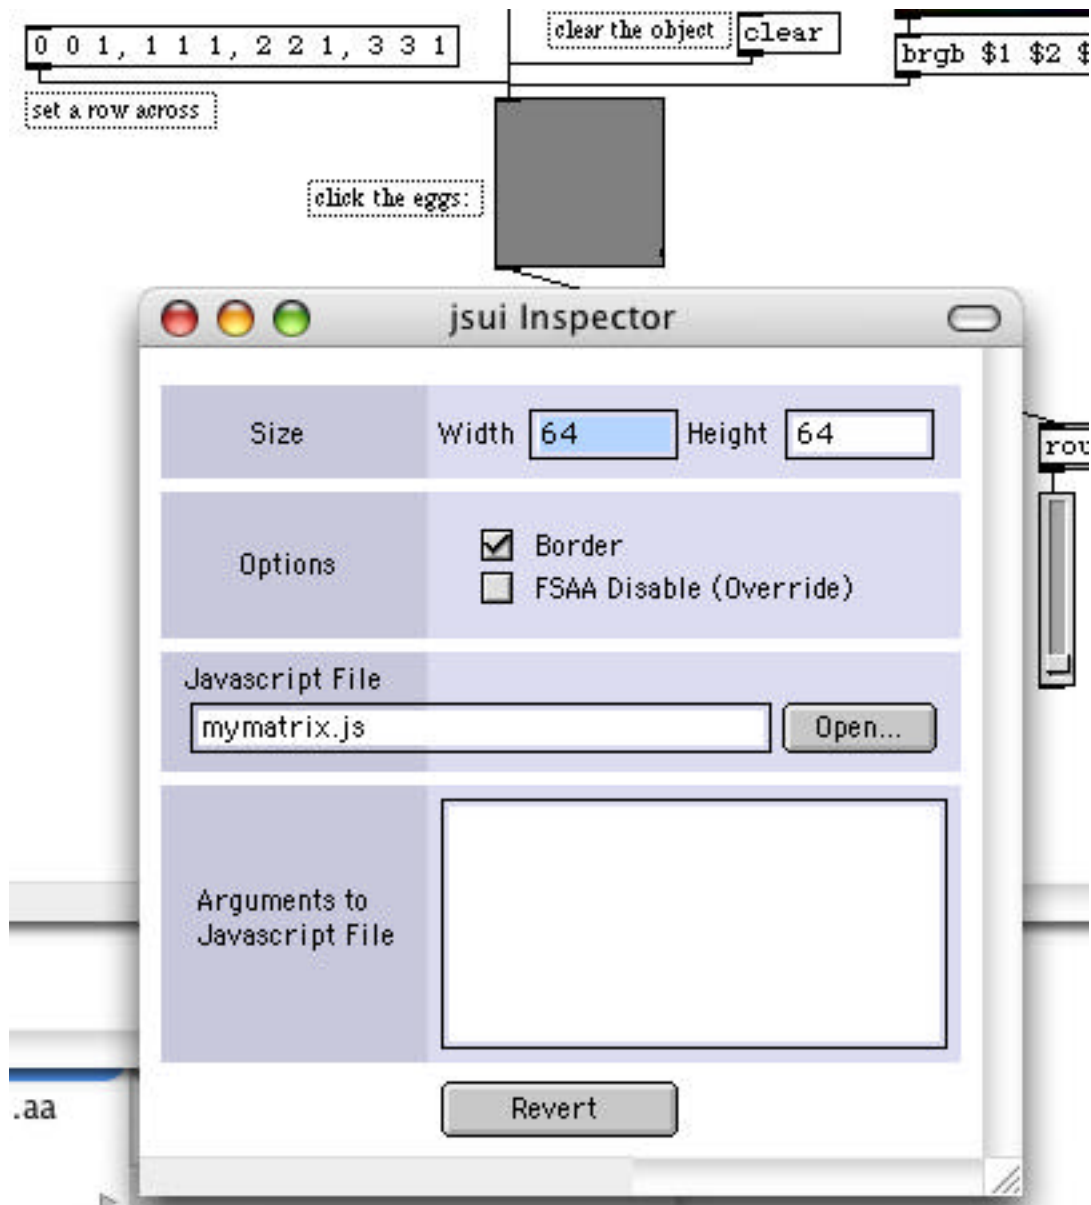 0 0 1, 1 1 1, 2 2 1, 3 3 1
clear the object
clear
brgb $1 $2 $
set a row across
click the eggs:
jsui Inspector
Size
Width 64 Height 64
Options
Border
FSAA Disable (Override)
Javascript File
mymatrix.js
Open...
Arguments to
Javascript File
Revert
rou
.aa